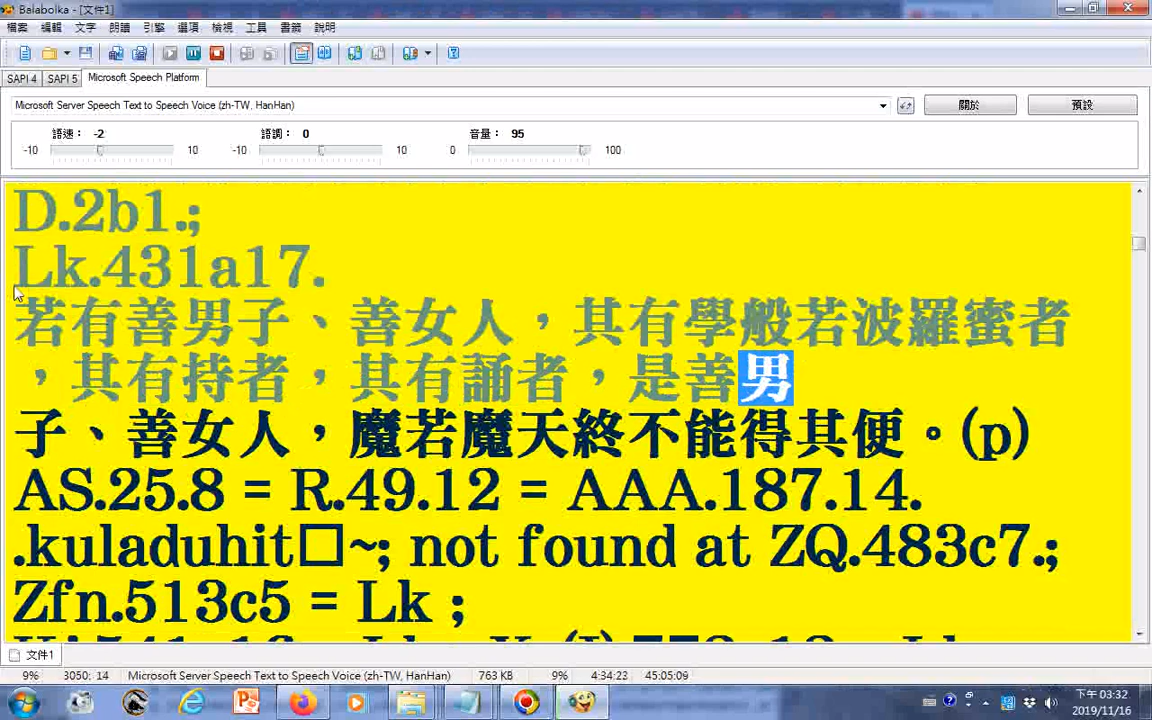 Balabolka - [文件1]
檔案 編輯 文字 朗讀 引擎 選項 檢視 工具 書籤 說明
SAPI 4 SAPI 5 Microsoft Speech Platform
Microsoft Server Speech Text to Speech Voice (zh-TW, HanHan) 關於 預設
語速： -2 語調： 0 音量： 95
-10 10 -10 10 0 100
D.2b1.;
Lk.431a17.
若有善男子、善女人，其有學般若波羅蜜者
，其有持者，其有誦者，是善男
子、善女人，魔若魔天終不能得其便。(p)
AS.25.8 = R.49.12 = AAA.187.14.
.kuladuhit□~; not found at ZQ.483c7.;
Zfn.513c5 = Lk ;
文件1
9% 3050; 14 Microsoft Server Speech Text to Speech Voice (zh-TW, HanHan) 763 KB 9% 4:34:23 45:05:09
下午 03:32
2019/11/16